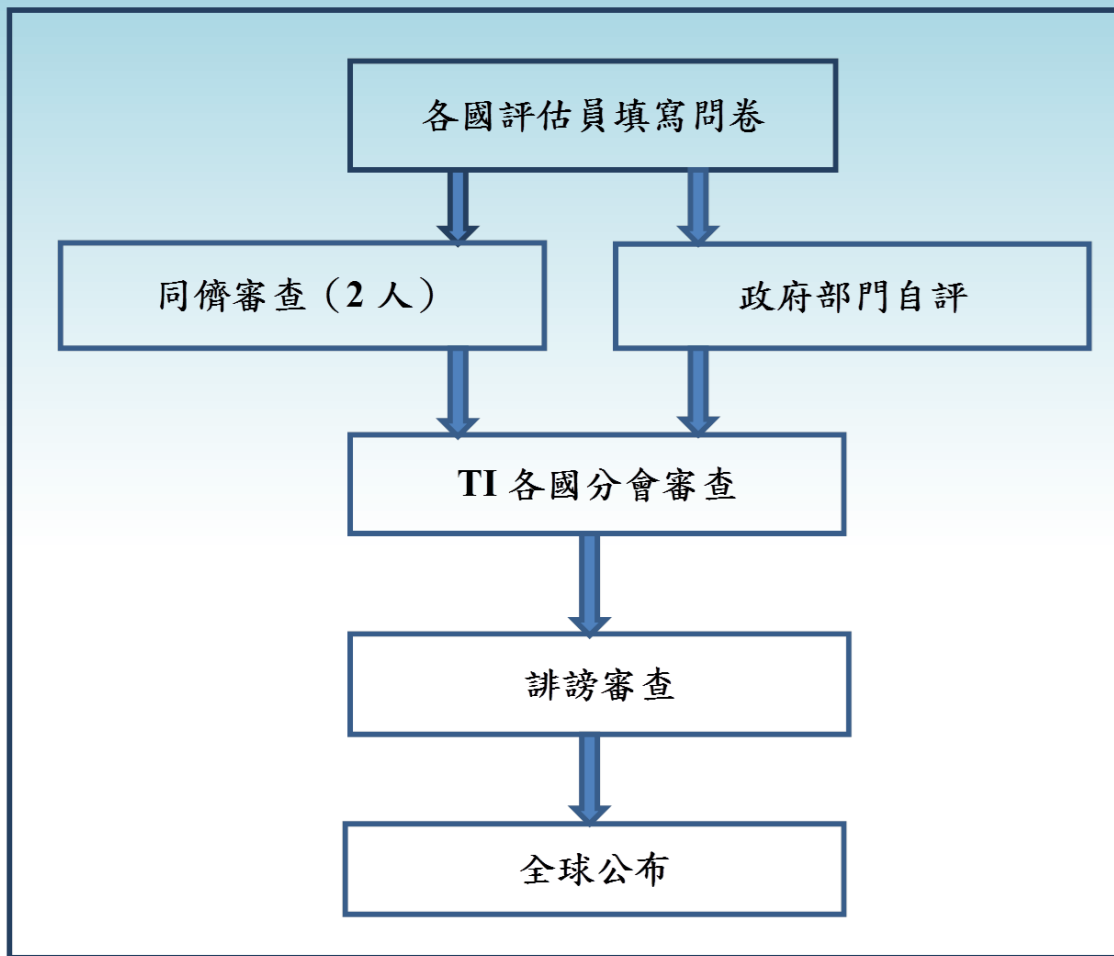 各國評估員填寫問卷
同儕審查（2 人）
政府部門自評
TI 各國分會審查
誹謗審查
全球公布